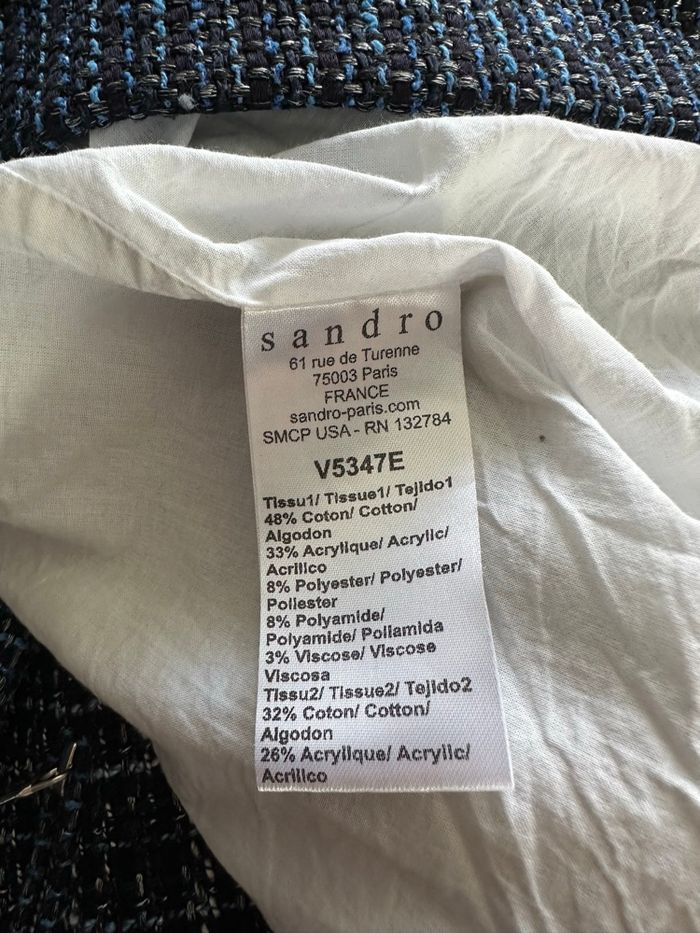 sandro
61 rue de Turenne
75003 Paris
FRANCE
sandro-paris.com
SMCP USA - RN 132784
V5347E
Tissu1/ Tissue1/ Tejido1
48% Coton/ Cotton/
Algodon
33% Acrylique/ Acrylic/
Acrilico
8% Polyester/ Polyester/
Poliester
8% Polyamide/
Polyamide/ Poliamida
3% Viscose/ Viscose
Viscosa
Tissu2/ Tissue2/ Tejido2
32% Coton/ Cotton/
Algodon
26% Acrylique/ Acrylic/
Acrilico